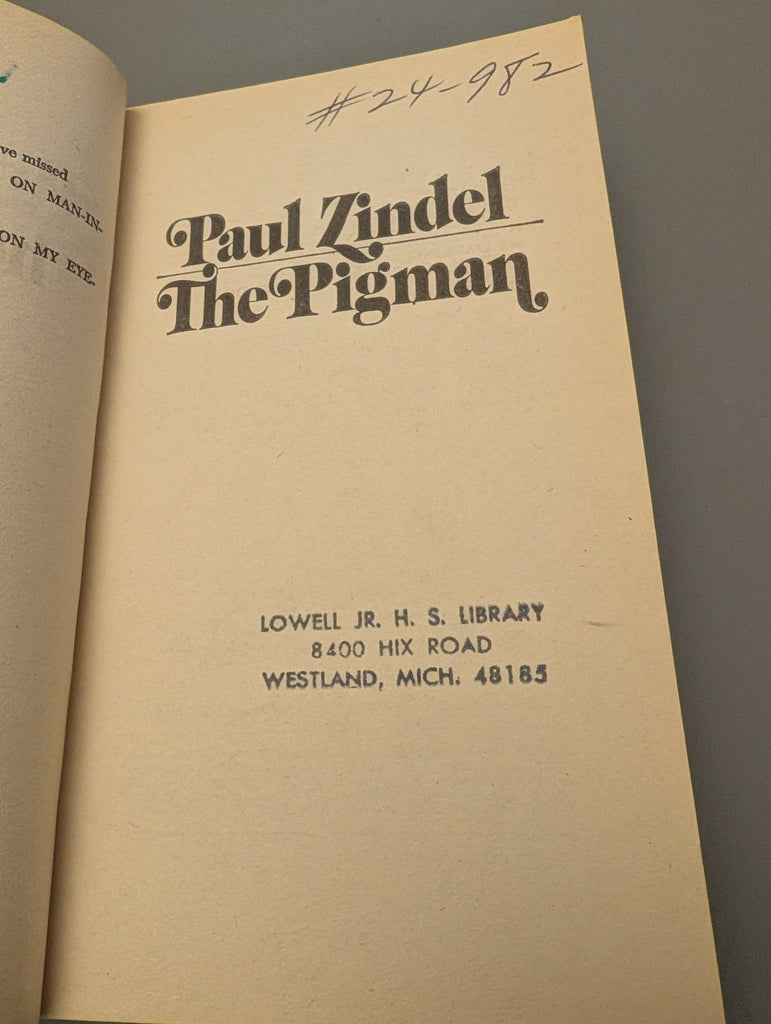 ve missed
ON MAN-IN-
ON MY EYE-
#24-982
Paul Zindel
The Pigman
LOWELL JR. H. S. LIBRARY
8400 HIX ROAD
WESTLAND, MICH. 48185